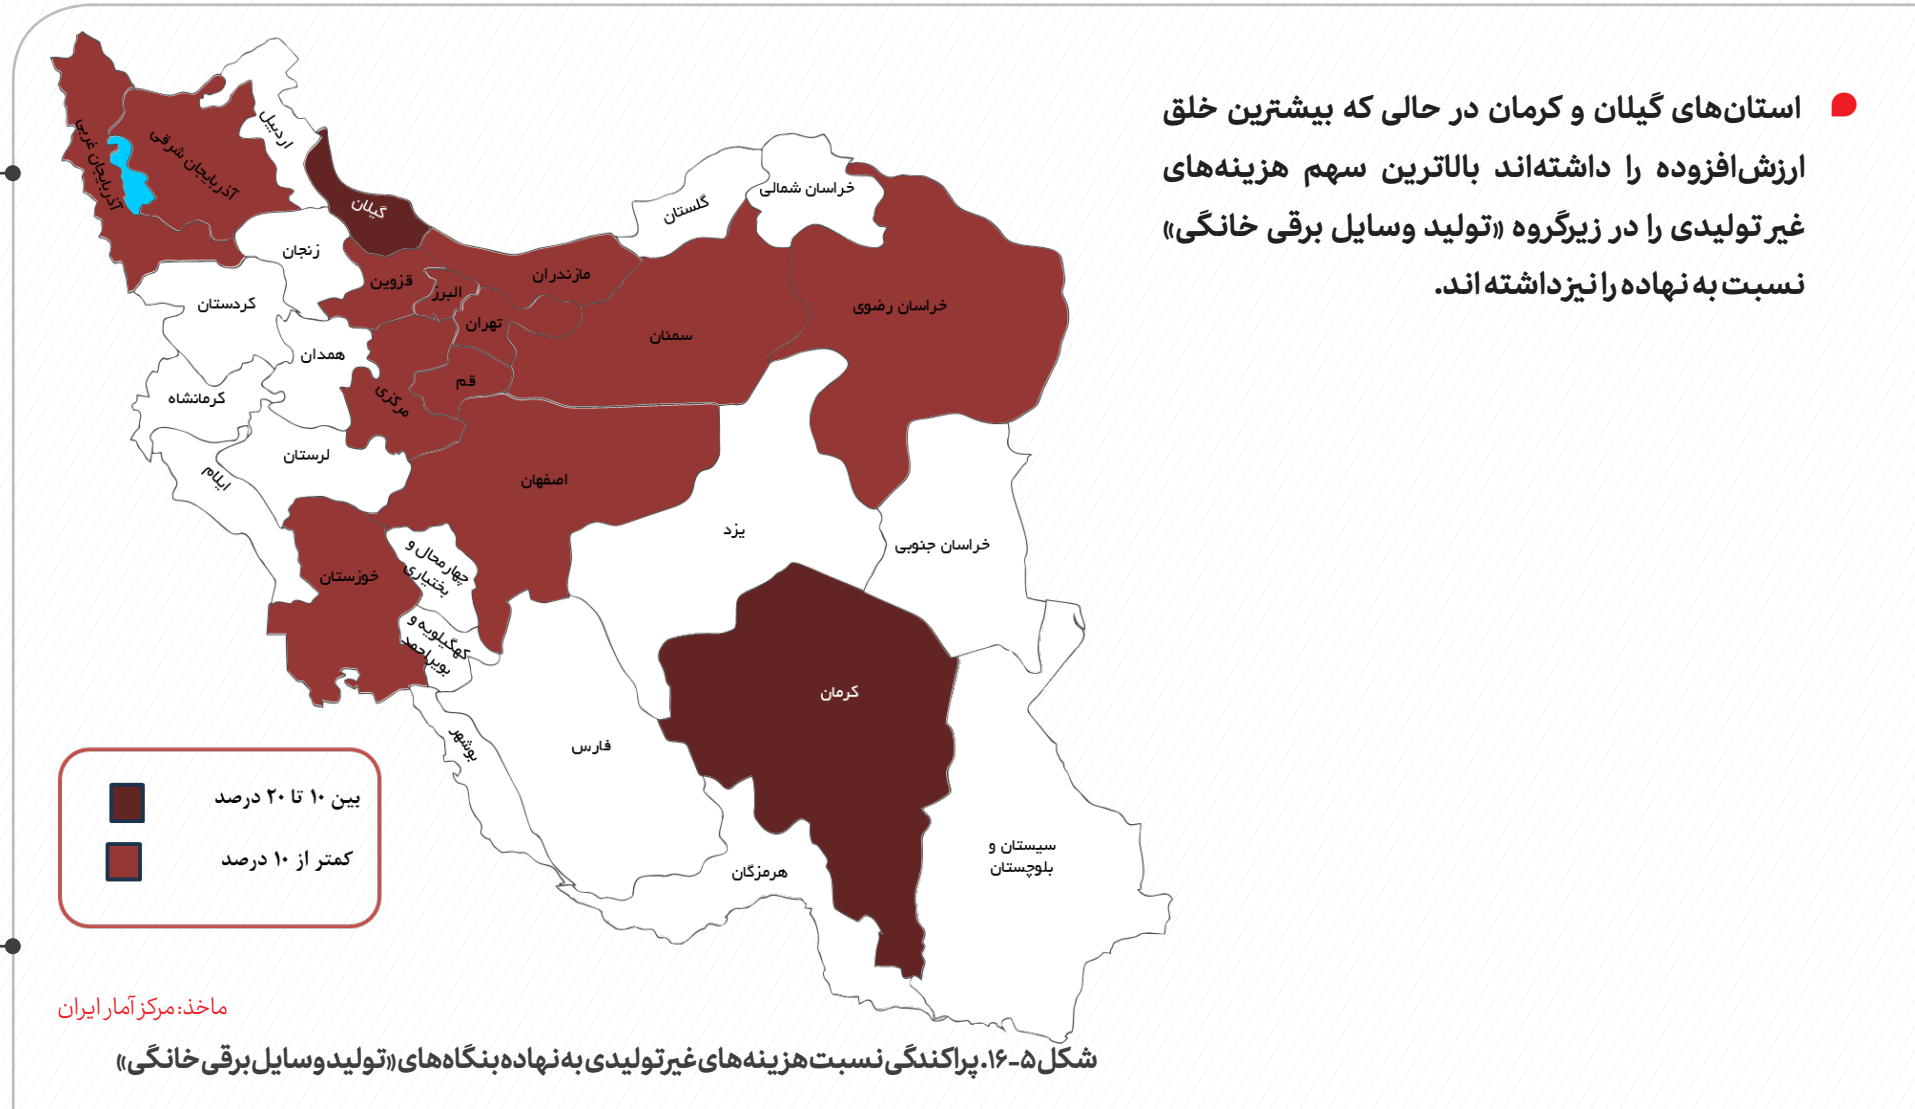 استان‌های گیلان و کرمان در حالی که بیشترین خلق
ارزش‌افزوده را داشته‌اند بالاترین سهم هزینه‌های
غیر تولیدی را در زیرگروه «تولید وسایل برقی خانگی»
نسبت به نهاده را نیز داشته اند.
اردبیل
آذربایجان شرقی
آذربایجان غربی
گیلان
خراسان شمالی
گلستان
زنجان
مازندران
قزوین
البرز
کردستان
خراسان رضوی
تهران
سمنان
همدان
قم
کرمانشاه
مرکزی
لرستان
ایلام
اصفهان
یزد
خراسان جنوبی
چهارمحال و
بختیاری
خوزستان
کهگیلویه و
بویراحمد
کرمان
بوشهر
فارس
سیستان و
بلوچستان
هرمزگان
بین ۱۰ تا ۲۰ درصد
کمتر از ۱۰ درصد
ماخذ: مرکز آمار ایران
شکل ۵-۱۶. پراکندگی نسبت هزینه‌های غیر تولیدی به نهاده بنگاه‌های «تولید وسایل برقی خانگی»